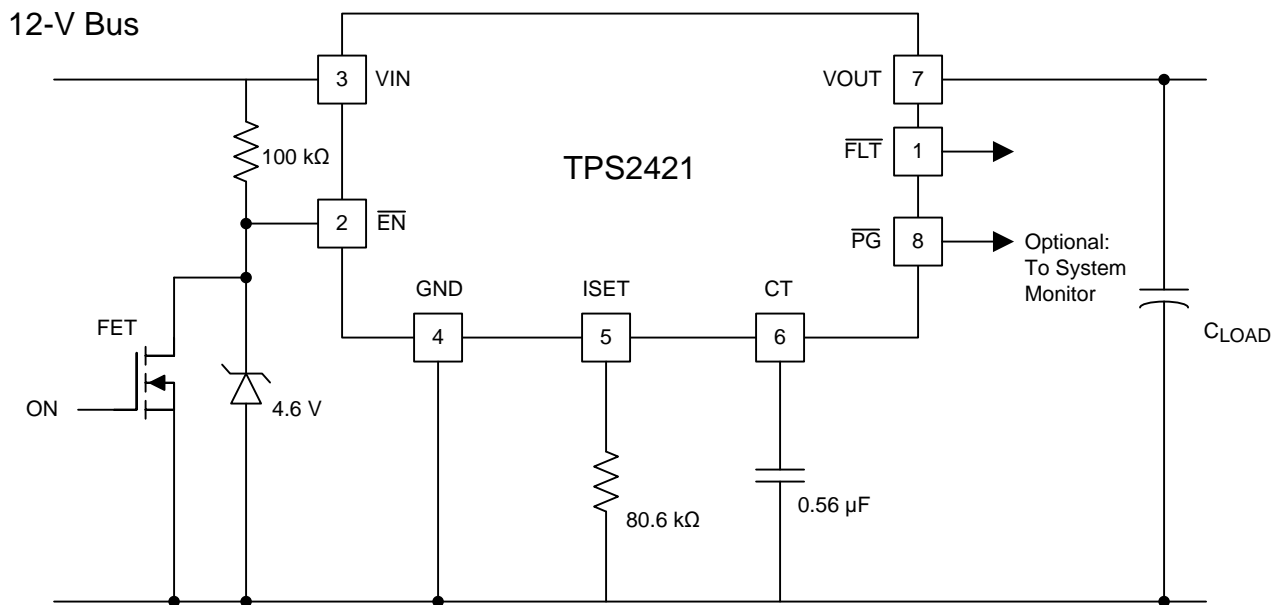 12-V Bus
3
VIN
VOUT
7
100 kΩ
TPS2421
FLT
1
2
EN
PG
8
Optional:
To System
Monitor
GND
ISET
CT
FET
4
5
6
CLOAD
ON
4.6 V
80.6 kΩ
0.56 µF